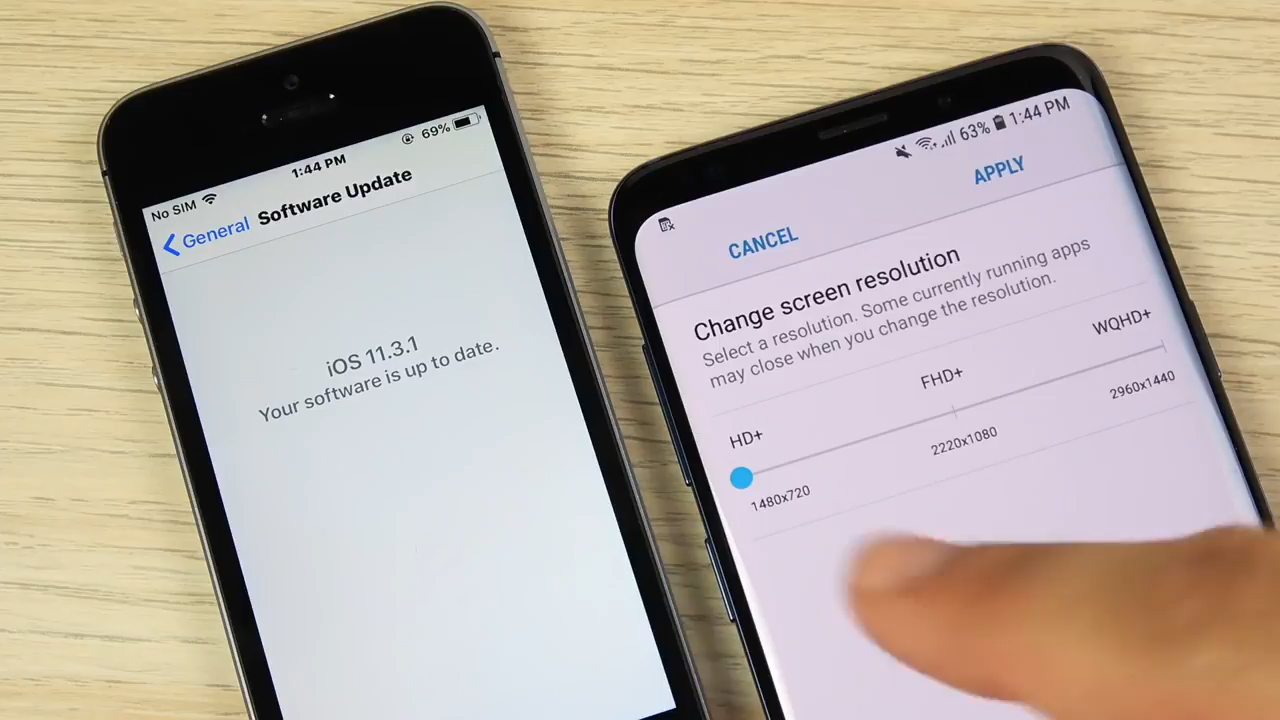 No SIM 1:44 PM 69%
General Software Update
iOS 11.3.1
Your software is up to date.
63% 1:44 PM
CANCEL APPLY
Change screen resolution
Select a resolution. Some currently running apps
may close when you change the resolution.
HD+ FHD+ WQHD+
1480x720 2220x1080 2960x1440